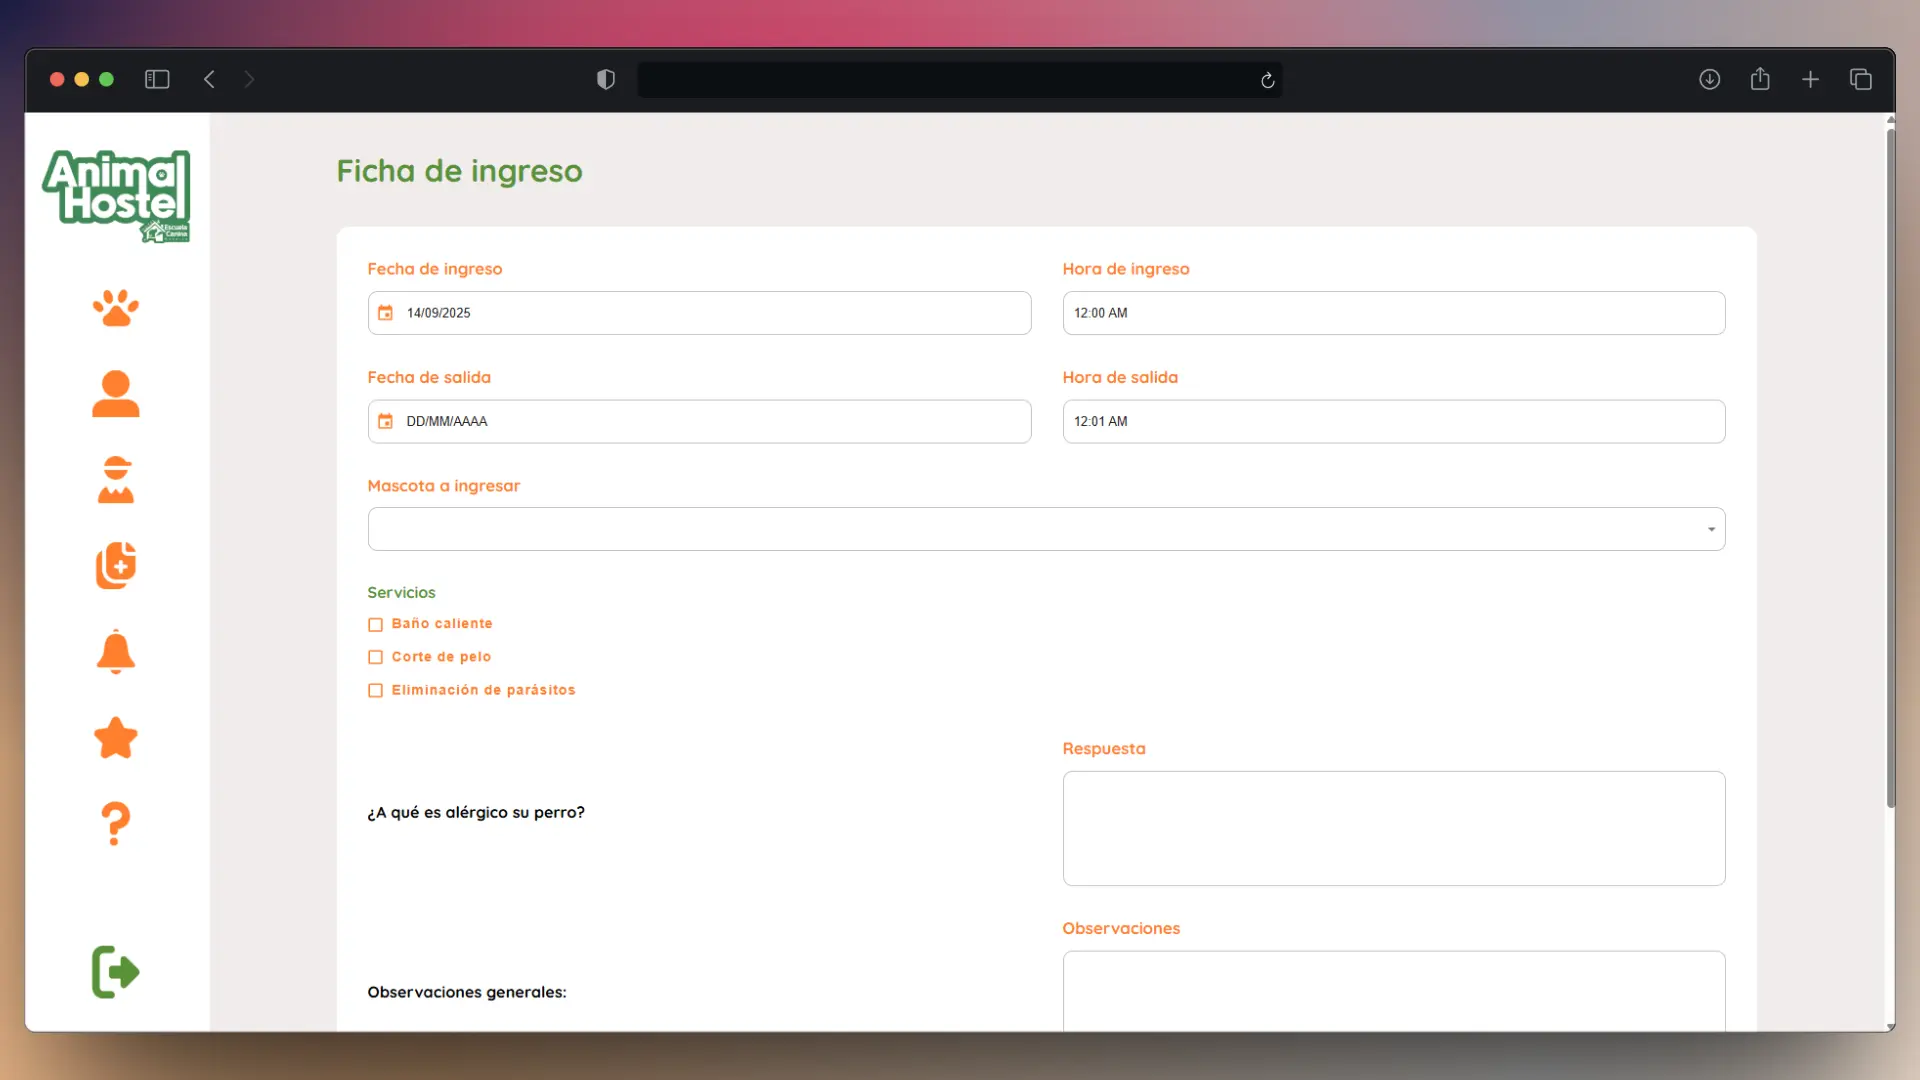 Animal
Hostel
Escuela
Canina
Ficha de ingreso
Fecha de ingreso
Hora de ingreso
14/09/2025
12:00 AM
Fecha de salida
Hora de salida
DD/MM/AAAA
12:01 AM
Mascota a ingresar
Servicios
Baño caliente
Corte de pelo
Eliminación de parásitos
Respuesta
¿A qué es alérgico su perro?
Observaciones
Observaciones generales: